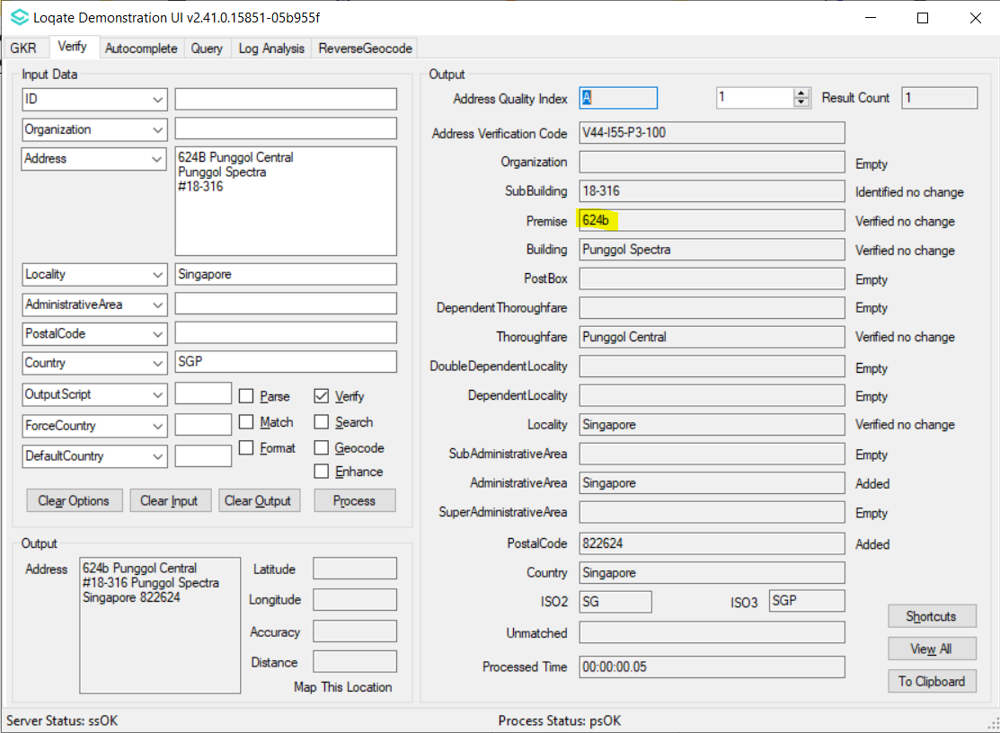 Loqate Demonstration UI v2.41.0.15851-05b955f
GKR Verify Autocomplete Query Log Analysis ReverseGeocode
Input Data
ID
Organization
Address
624B Punggol Central
Punggol Spectra
#18-316
Locality Singapore
AdministrativeArea
PostalCode
Country SGP
OutputScript Parse Verify
ForceCountry Match Search
DefaultCountry Format Geocode
Enhance
Clear Options Clear Input Clear Output Process
Output
Address
624b Punggol Central
#18-316 Punggol Spectra
Singapore 822624
Latitude
Longitude
Accuracy
Distance
Map This Location
Output
Address Quality Index A 1 Result Count 1
Address Verification Code V44-I55-P3-100
Organization Empty
SubBuilding 18-316 Identified no change
Premise 624b Verified no change
Building Punggol Spectra Verified no change
PostBox Empty
DependentThoroughfare Empty
Thoroughfare Punggol Central Verified no change
DoubleDependentLocality Empty
DependentLocality Empty
Locality Singapore Verified no change
SubAdministrativeArea Empty
AdministrativeArea Singapore Added
SuperAdministrativeArea Empty
PostalCode 822624 Added
Country Singapore
ISO2 SG ISO3 SGP
Unmatched
Processed Time 00:00:00.05
Shortcuts
View All
To Clipboard
Server Status: ssOK Process Status: psOK